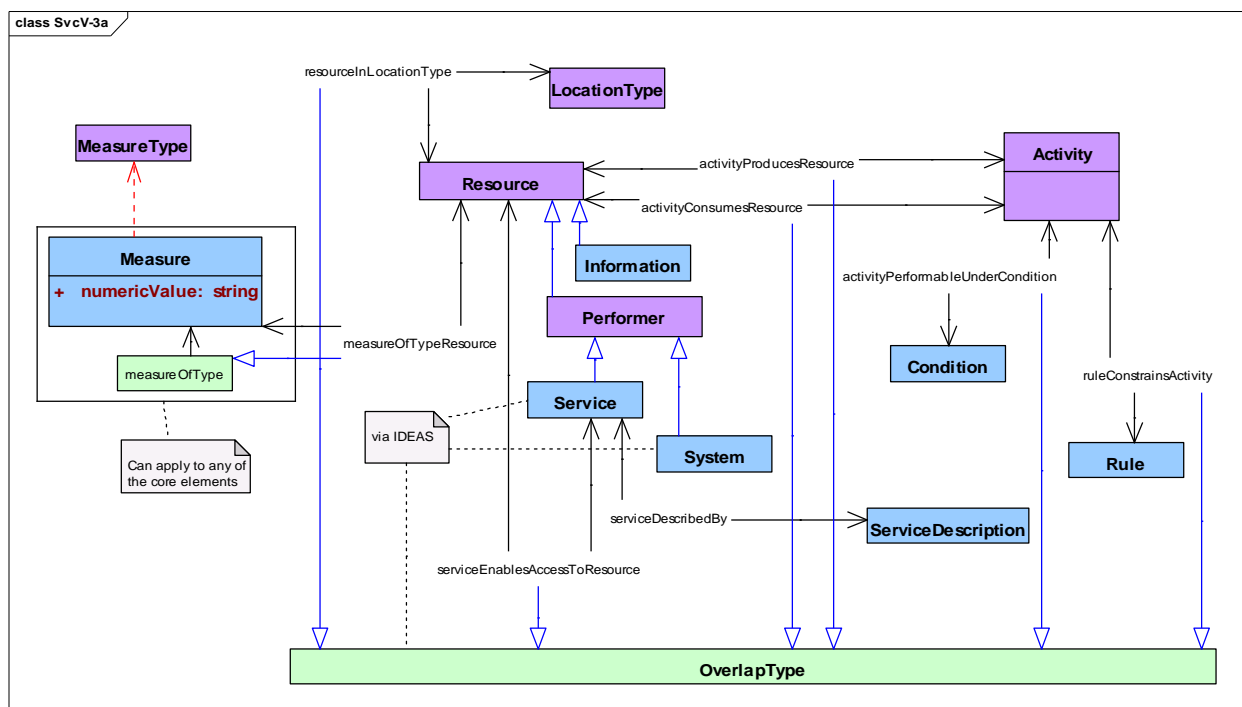 class SvcV-3a
resourceInLocationType
LocationType
MeasureType
Activity
activityProducesResource
Resource
activityConsumesResource
Measure
Information
+ numericValue: string
activityPerformableUnderCondition
Performer
measureOfTypeResource
measureOfType
Condition
ruleConstrainsActivity
Service
via IDEAS
System
Rule
Can apply to any of
the core elements
serviceDescribedBy
ServiceDescription
serviceEnablesAccessToResource
OverlapType